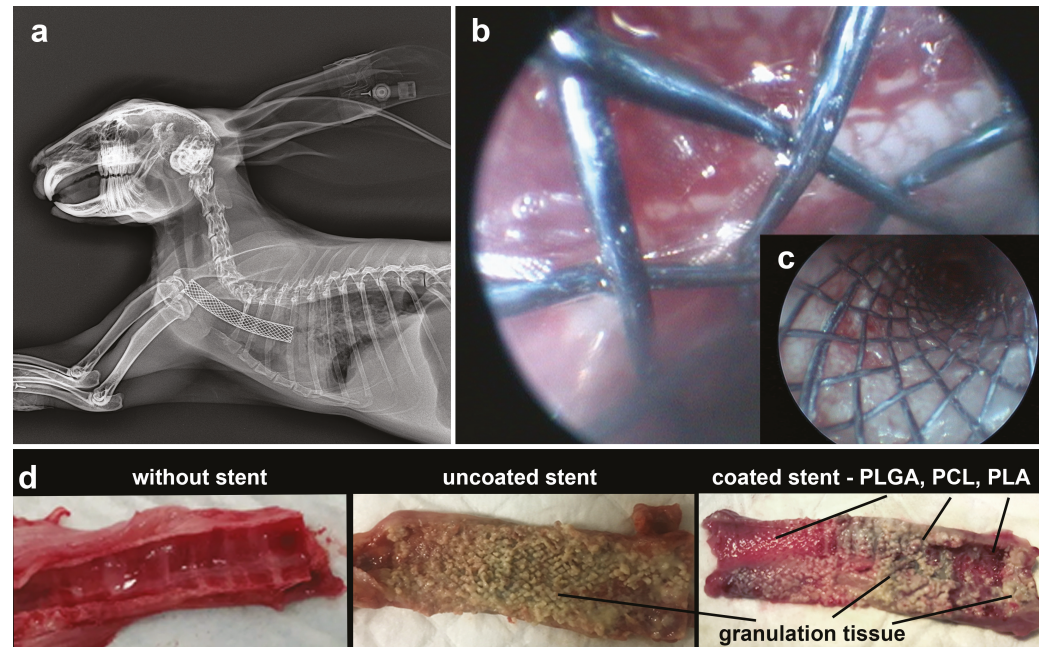 a
b
c
d
without stent
uncoated stent
coated stent - PLGA, PCL, PLA
granulation tissue